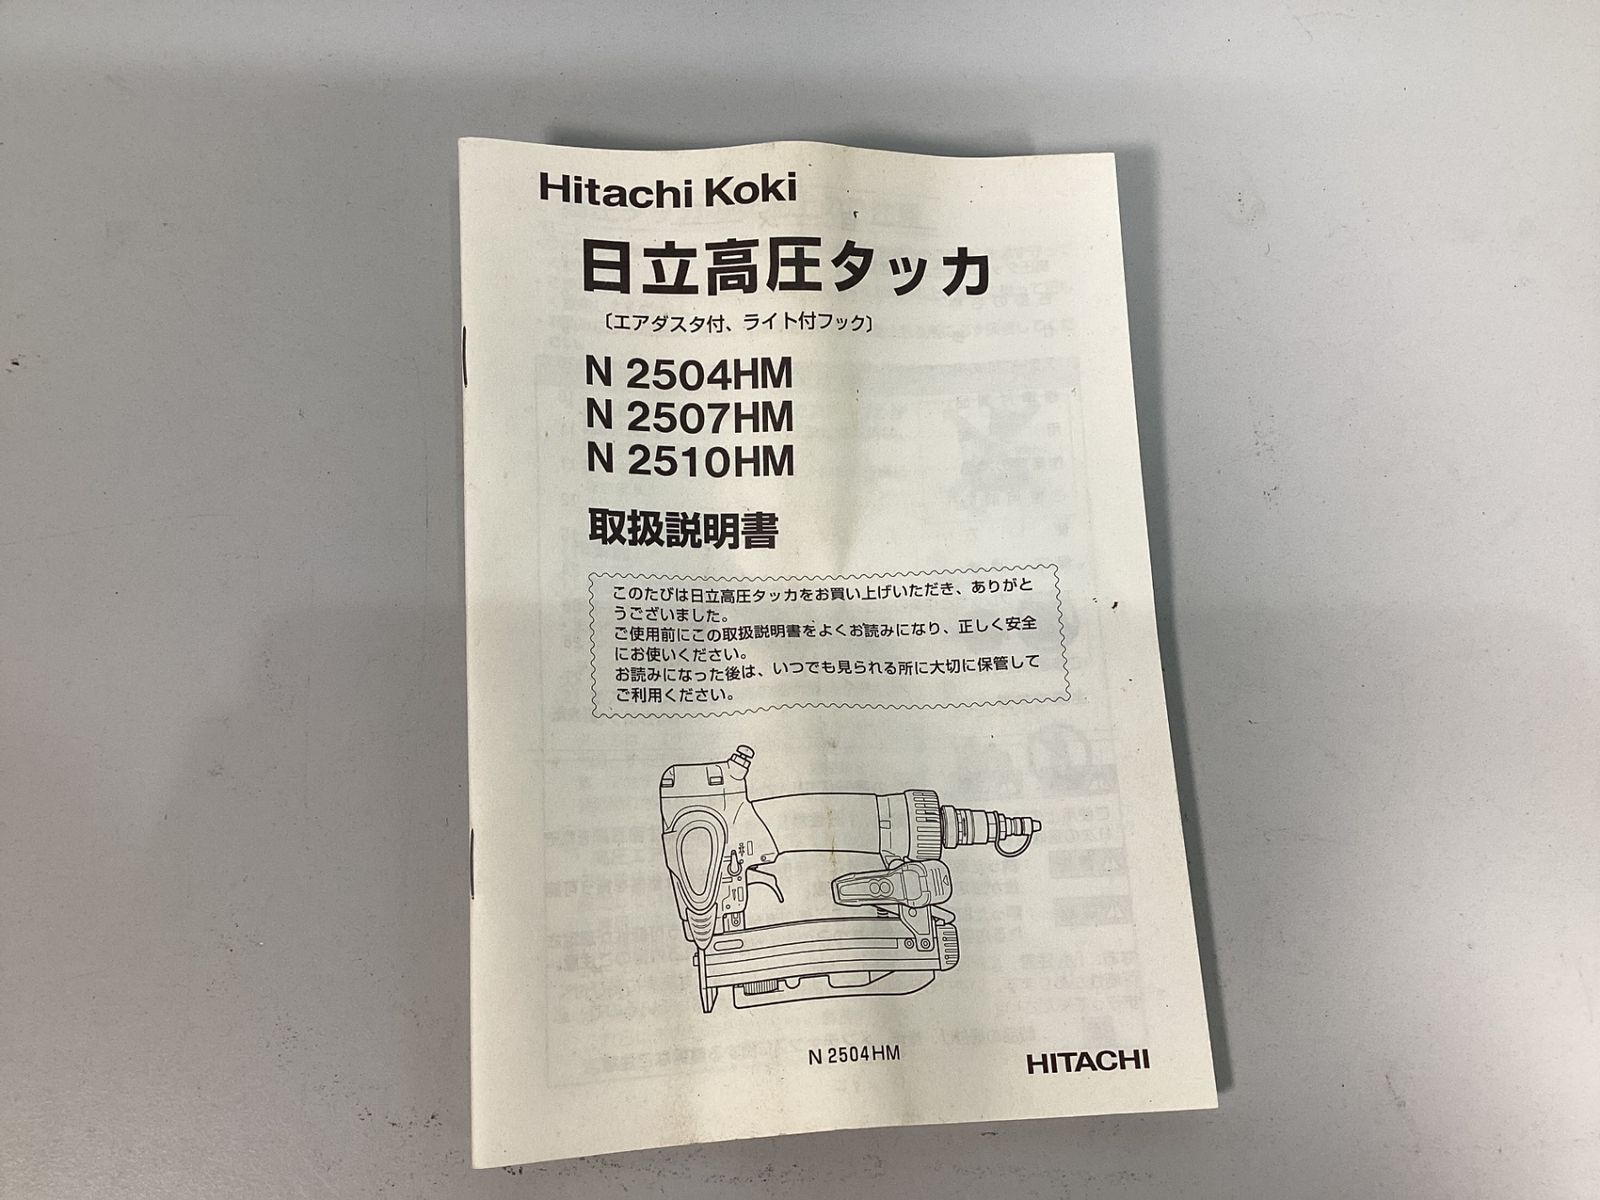 Hitachi Koki
日立高圧タッカ
〔エアダスタ付、ライト付フック〕
N 2504HM
N 2507HM
N 2510HM
取扱説明書
このたびは日立高圧タッカをお買い上げいただき、ありがと
うございました。
ご使用前にこの取扱説明書をよくお読みになり、正しく安全
にお使いください。
お読みになった後は、いつでも見られる所に大切に保管して
ご利用ください。
N 2504HM
HITACHI